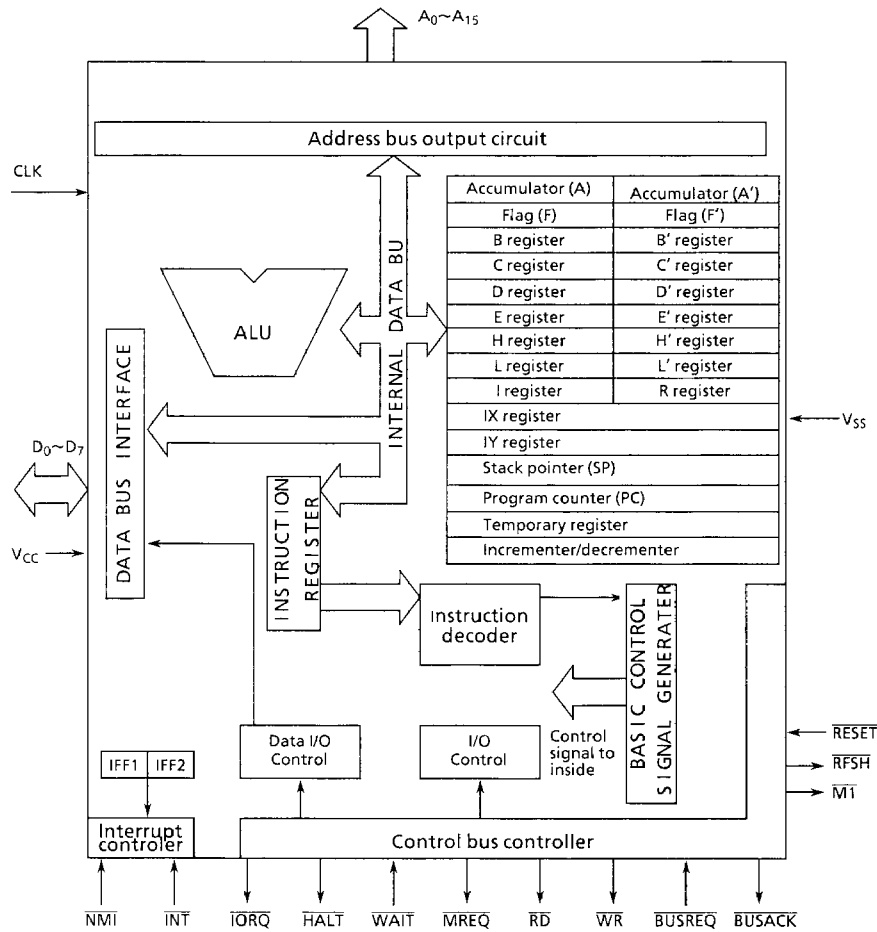 A0~A15
Address bus output circuit
CLK
Accumulator (A)
Accumulator (A')
Flag (F)
Flag (F')
B register
B' register
C register
C' register
D register
D' register
E register
E' register
H register
H' register
L register
L' register
I register
R register
IX register
IY register
Stack pointer (SP)
Program counter (PC)
Temporary register
Incrementer/decrementer
ALU
INTERNAL DATA BU
DATA BUS INTERFACE
D0~D7
VCC
VSS
INSTRUCTION
REGISTER
Instruction
decoder
BASIC CONTROL
SIGNAL GENERATER
Control
signal to
inside
Data I/O
Control
I/O
Control
IFF1
IFF2
Interrupt
controler
Control bus controller
RESET
RFSH
M1
NMI
INT
IORQ
HALT
WAIT
MREQ
RD
WR
BUSREQ
BUSACK